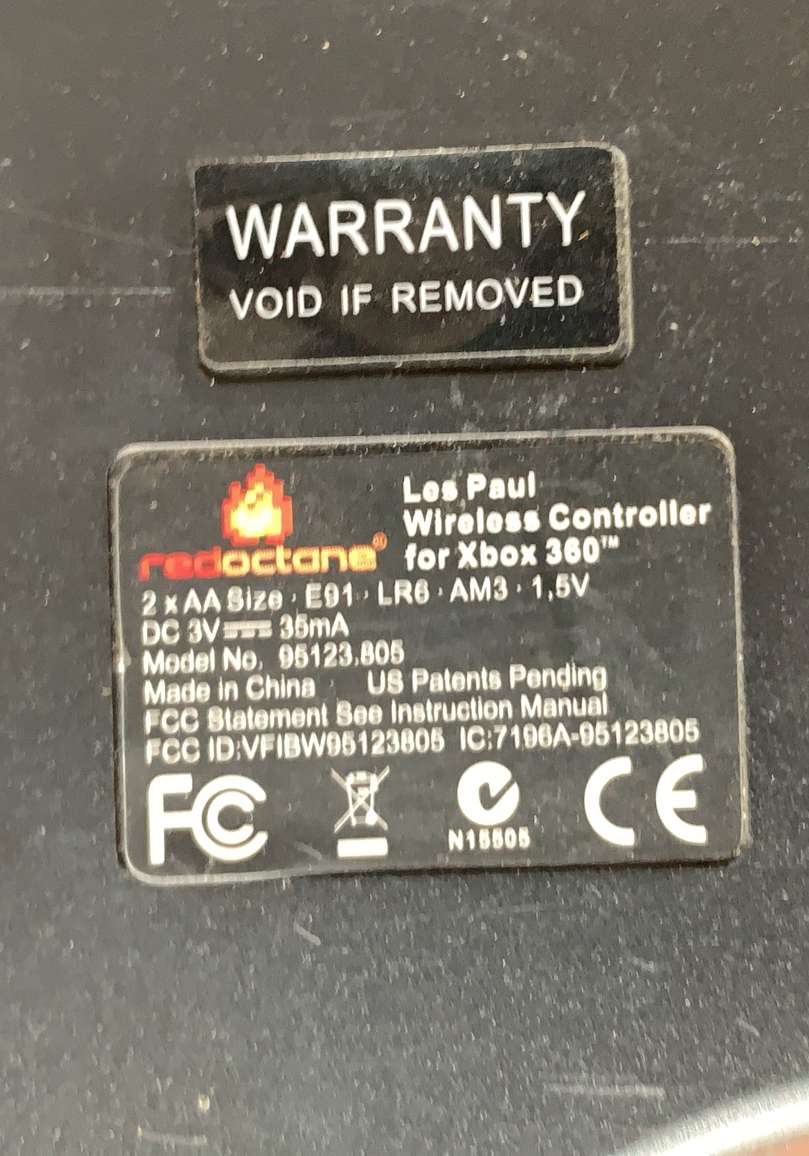 WARRANTY
VOID IF REMOVED
redoctane®
Les Paul
Wireless Controller
for Xbox 360™
2 x AA Size · E91 · LR6 · AM3 · 1,5V
DC 3V⎓ 35mA
Model No. 95123.805
Made in China US Patents Pending
FCC Statement See Instruction Manual
FCC ID:VFIBW95123805 IC:7196A-95123805
FC CE
N15505